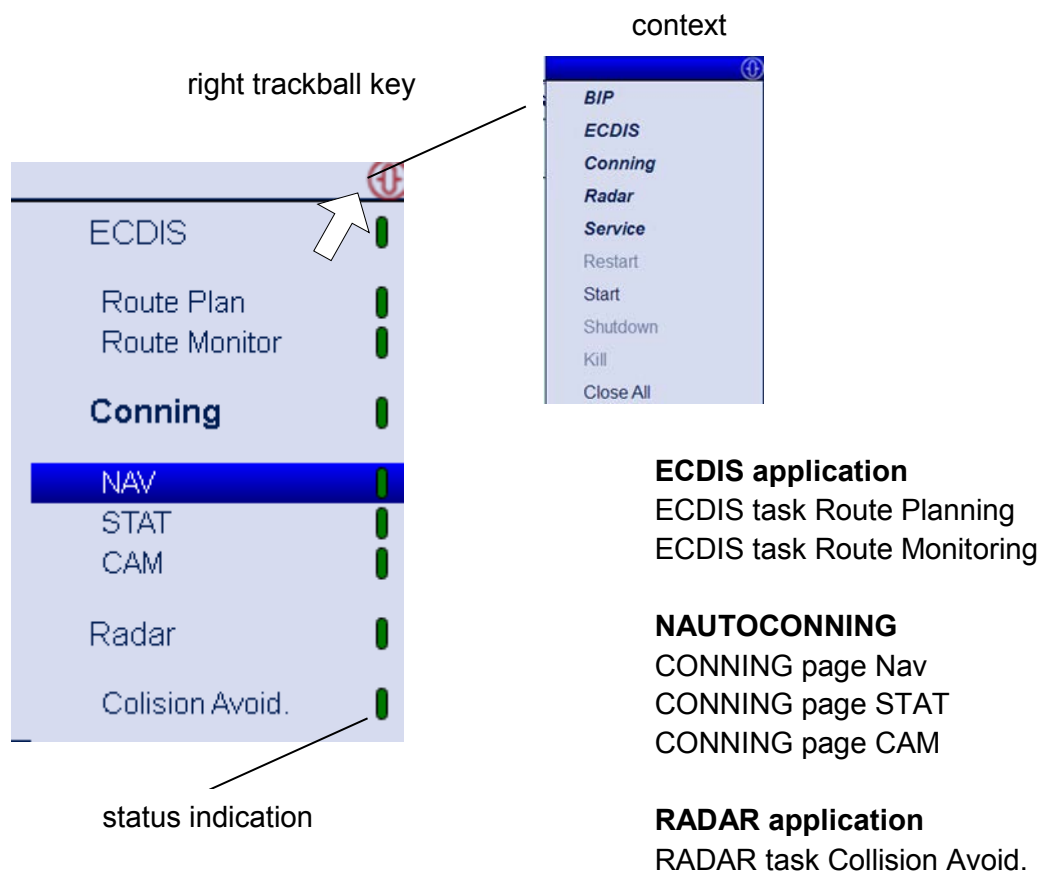 context
right trackball key
BIP
ECDIS
Conning
Radar
Service
Restart
Start
Shutdown
Kill
Close All
ECDIS
Route Plan
Route Monitor
Conning
NAV
STAT
CAM
Radar
Colision Avoid.
status indication
ECDIS application
ECDIS task Route Planning
ECDIS task Route Monitoring
NAUTOCONNING
CONNING page Nav
CONNING page STAT
CONNING page CAM
RADAR application
RADAR task Collision Avoid.